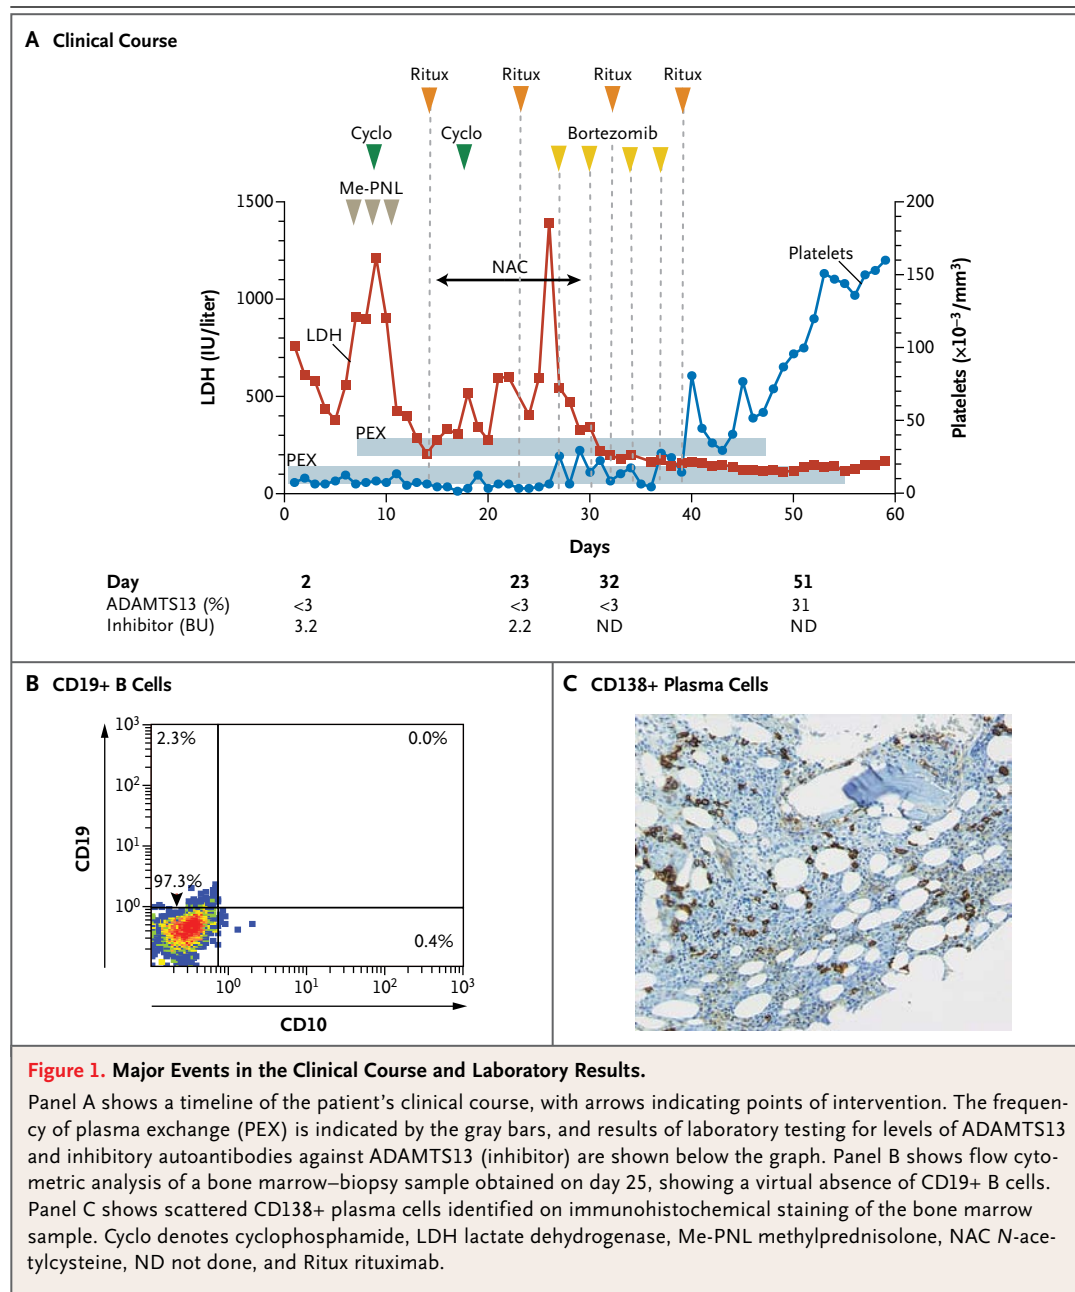 A Clinical Course
Ritux Ritux Ritux Ritux
Cyclo Cyclo Bortezomib
Me-PNL
1500 200
Platelets
NAC
150
1000
LDH
LDH (IU/liter)
100
Platelets (×10⁻³/mm³)
500
50
PEX
PEX
0 0
0 10 20 30 40 50 60
Days
Day 2 23 32 51
ADAMTS13 (%) <3 <3 <3 31
Inhibitor (BU) 3.2 2.2 ND ND
B CD19+ B Cells
10³
2.3% 0.0%
10²
CD19
10¹
97.3%
10⁰
0.4%
10⁰ 10¹ 10² 10³
CD10
C CD138+ Plasma Cells
Figure 1. Major Events in the Clinical Course and Laboratory Results.
Panel A shows a timeline of the patient's clinical course, with arrows indicating points of intervention. The frequen-
cy of plasma exchange (PEX) is indicated by the gray bars, and results of laboratory testing for levels of ADAMTS13
and inhibitory autoantibodies against ADAMTS13 (inhibitor) are shown below the graph. Panel B shows flow cyto-
metric analysis of a bone marrow–biopsy sample obtained on day 25, showing a virtual absence of CD19+ B cells.
Panel C shows scattered CD138+ plasma cells identified on immunohistochemical staining of the bone marrow
sample. Cyclo denotes cyclophosphamide, LDH lactate dehydrogenase, Me-PNL methylprednisolone, NAC N-ace-
tylcysteine, ND not done, and Ritux rituximab.